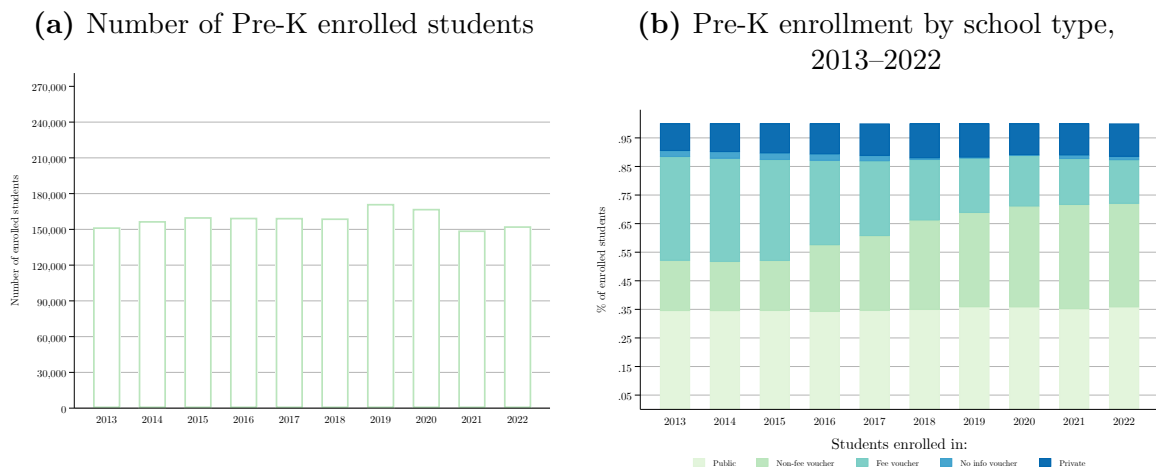 (a) Number of Pre-K enrolled students
270,000
240,000
210,000
180,000
150,000
120,000
90,000
60,000
30,000
0
Number of enrolled students
2013 2014 2015 2016 2017 2018 2019 2020 2021 2022
(b) Pre-K enrollment by school type,
2013–2022
.95
.85
.75
.65
.55
.45
.35
.25
.15
.05
% of enrolled students
2013 2014 2015 2016 2017 2018 2019 2020 2021 2022
Students enrolled in:
Public Non-fee voucher Fee voucher No info voucher Private